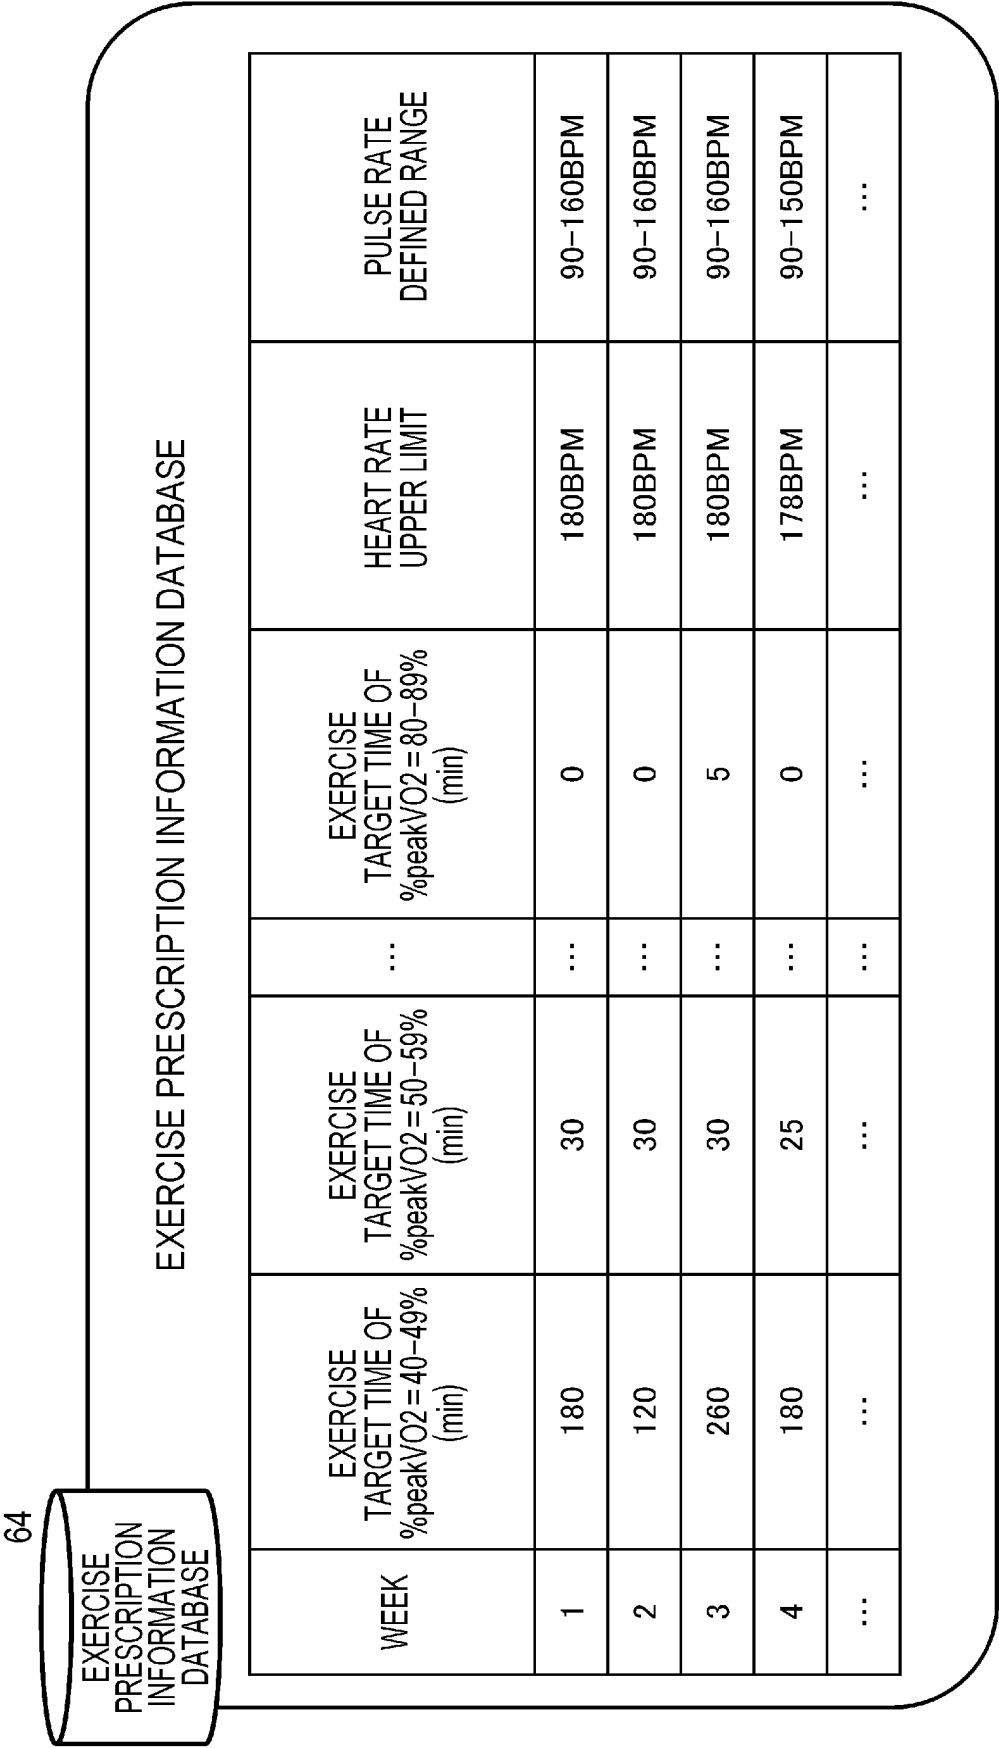 64
EXERCISE
PRESCRIPTION
INFORMATION
DATABASE
EXERCISE PRESCRIPTION INFORMATION DATABASE
WEEK
EXERCISE
TARGET TIME OF
%peakVO2=40-49%
(min)
EXERCISE
TARGET TIME OF
%peakVO2=50-59%
(min)
...
EXERCISE
TARGET TIME OF
%peakVO2=80-89%
(min)
HEART RATE
UPPER LIMIT
PULSE RATE
DEFINED RANGE
1 180 30 ... 0 180BPM 90-160BPM
2 120 30 ... 0 180BPM 90-160BPM
3 260 30 ... 5 180BPM 90-160BPM
4 180 25 ... 0 178BPM 90-150BPM
... ... ... ... ... ... ...